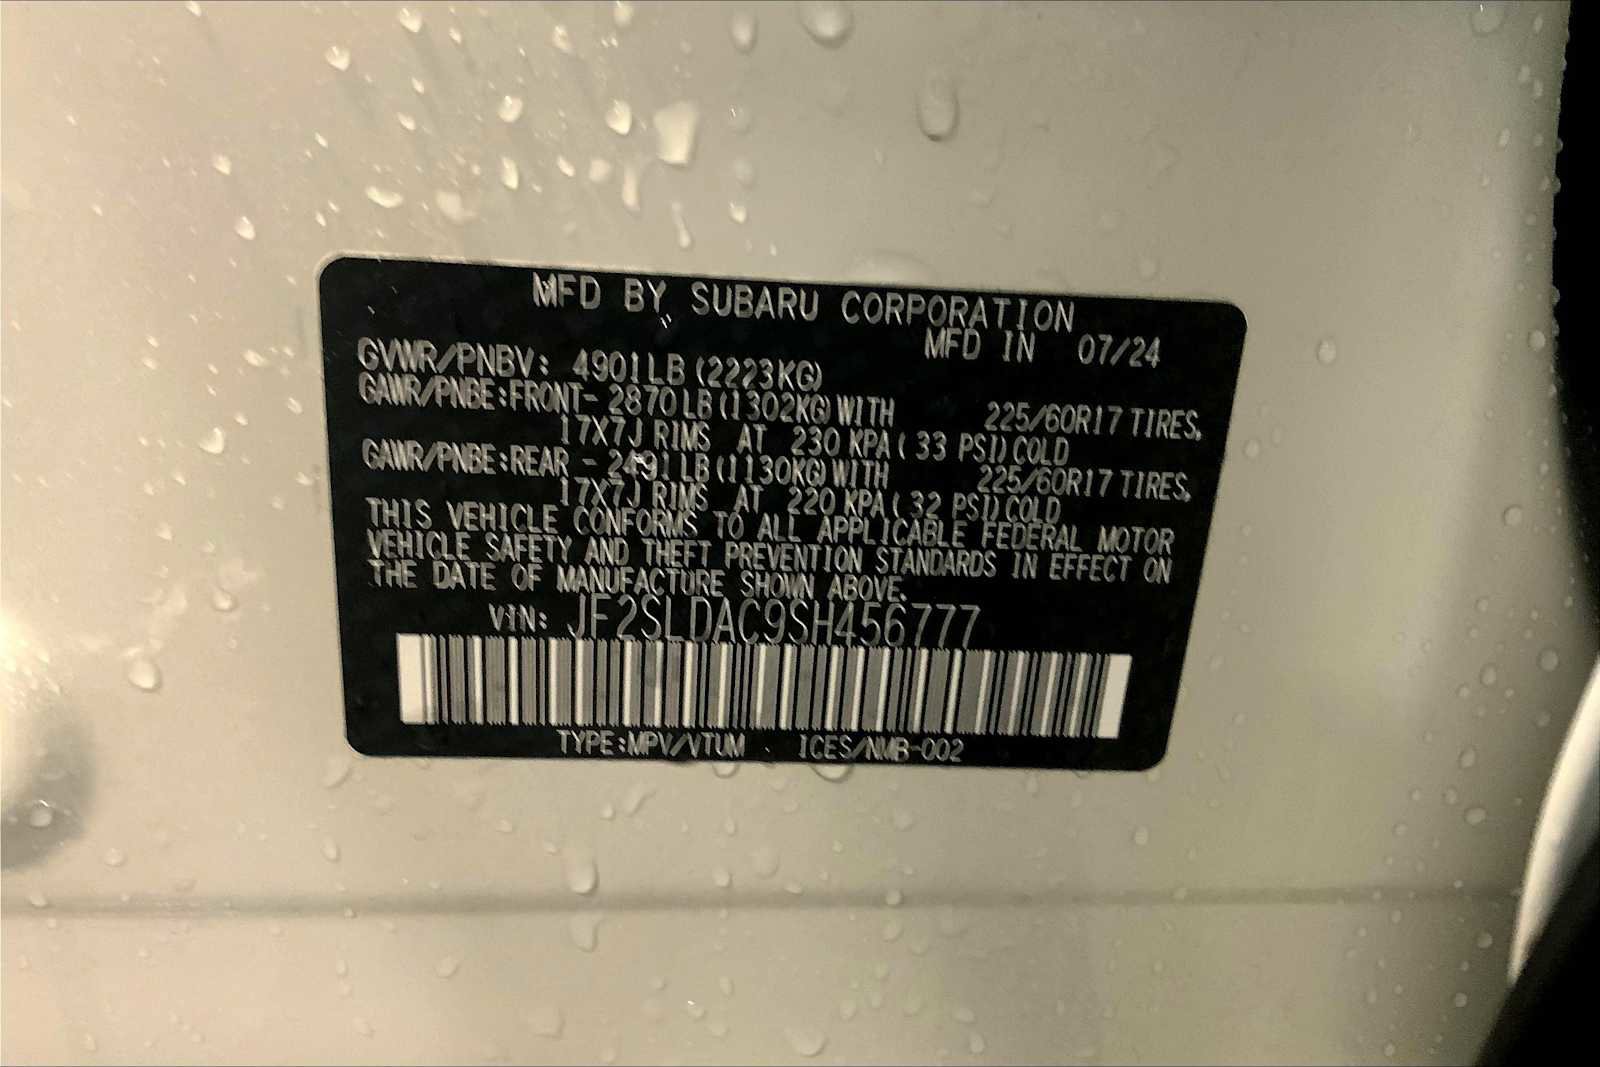 MFD BY SUBARU CORPORATION
MFD IN 07/24
GVWR/PNBV: 4901LB (2223KG)
GAWR/PNBE:FRONT- 2870LB(1302KG)WITH 225/60R17 TIRES,
17X7J RIMS AT 230 KPA( 33 PSI)COLD
GAWR/PNBE:REAR - 2491LB(1130KG)WITH 225/60R17 TIRES,
17X7J RIMS AT 220 KPA( 32 PSI)COLD
THIS VEHICLE CONFORMS TO ALL APPLICABLE FEDERAL MOTOR
VEHICLE SAFETY AND THEFT PREVENTION STANDARDS IN EFFECT ON
THE DATE OF MANUFACTURE SHOWN ABOVE.
VIN: JF2SLDAC9SH456777
TYPE:MPV/VTUM ICES/NMB-002